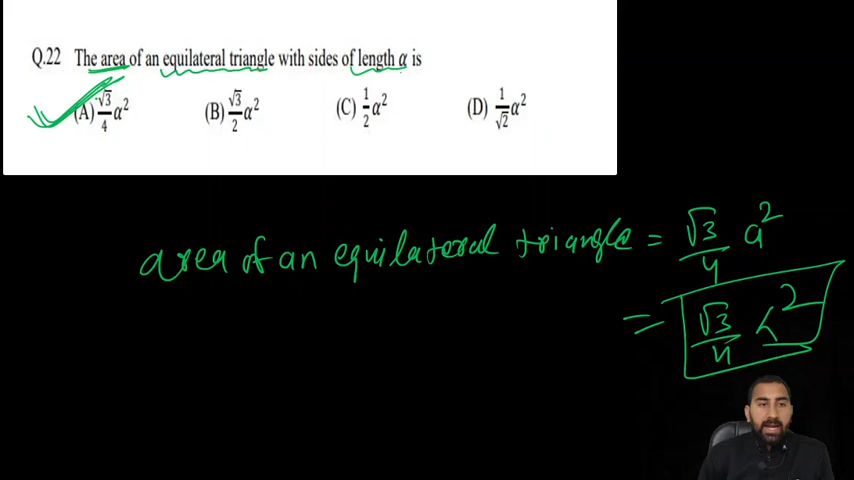 Q.22 The area of an equilateral triangle with sides of length α is
(A) √3/4 α² (B) √3/2 α² (C) 1/2 α² (D) 1/√2 α²
area of an equilateral triangle = √3/4 a²
= √3/4 α²